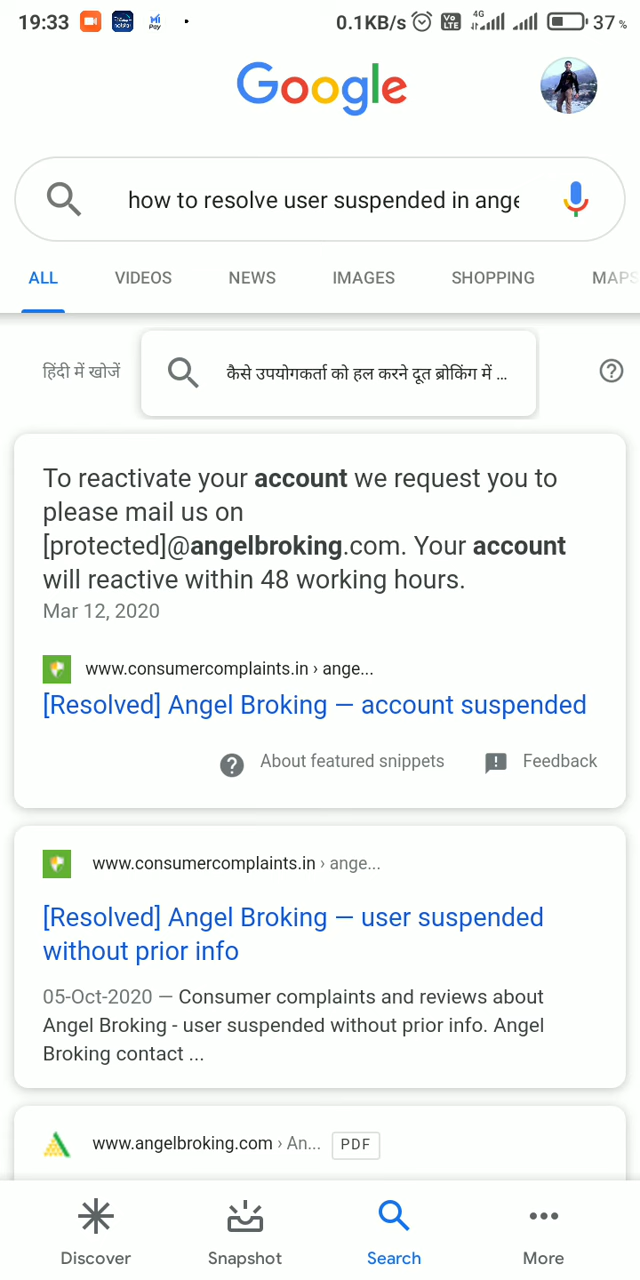 19:33 0.1KB/s Vo LTE 4G 37%
Google
how to resolve user suspended in ange
ALL VIDEOS NEWS IMAGES SHOPPING MAPS
हिंदी में खोजें कैसे उपयोगकर्ता को हल करने दूत ब्रोकिंग में ...
To reactivate your account we request you to
please mail us on
[protected]@angelbroking.com. Your account
will reactive within 48 working hours.
Mar 12, 2020
www.consumercomplaints.in › ange...
[Resolved] Angel Broking — account suspended
About featured snippets Feedback
www.consumercomplaints.in › ange...
[Resolved] Angel Broking — user suspended
without prior info
05-Oct-2020 — Consumer complaints and reviews about
Angel Broking - user suspended without prior info. Angel
Broking contact ...
www.angelbroking.com › An... PDF
Discover Snapshot Search More